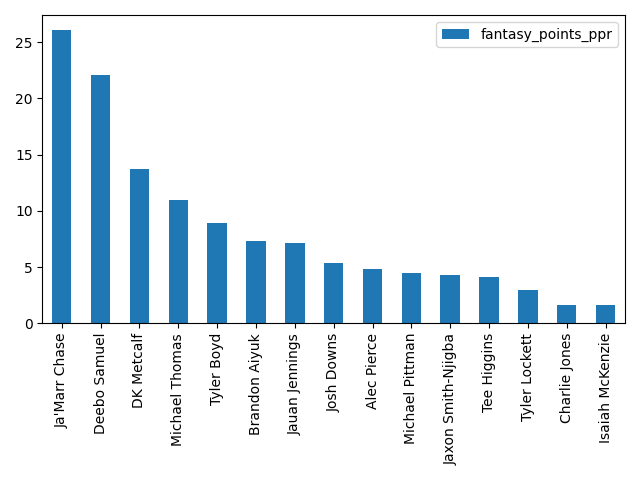 fantasy_points_ppr
25
20
15
10
5
0
Ja'Marr Chase
Deebo Samuel
DK Metcalf
Michael Thomas
Tyler Boyd
Brandon Aiyuk
Jauan Jennings
Josh Downs
Alec Pierce
Michael Pittman
Jaxon Smith-Njigba
Tee Higgins
Tyler Lockett
Charlie Jones
Isaiah McKenzie